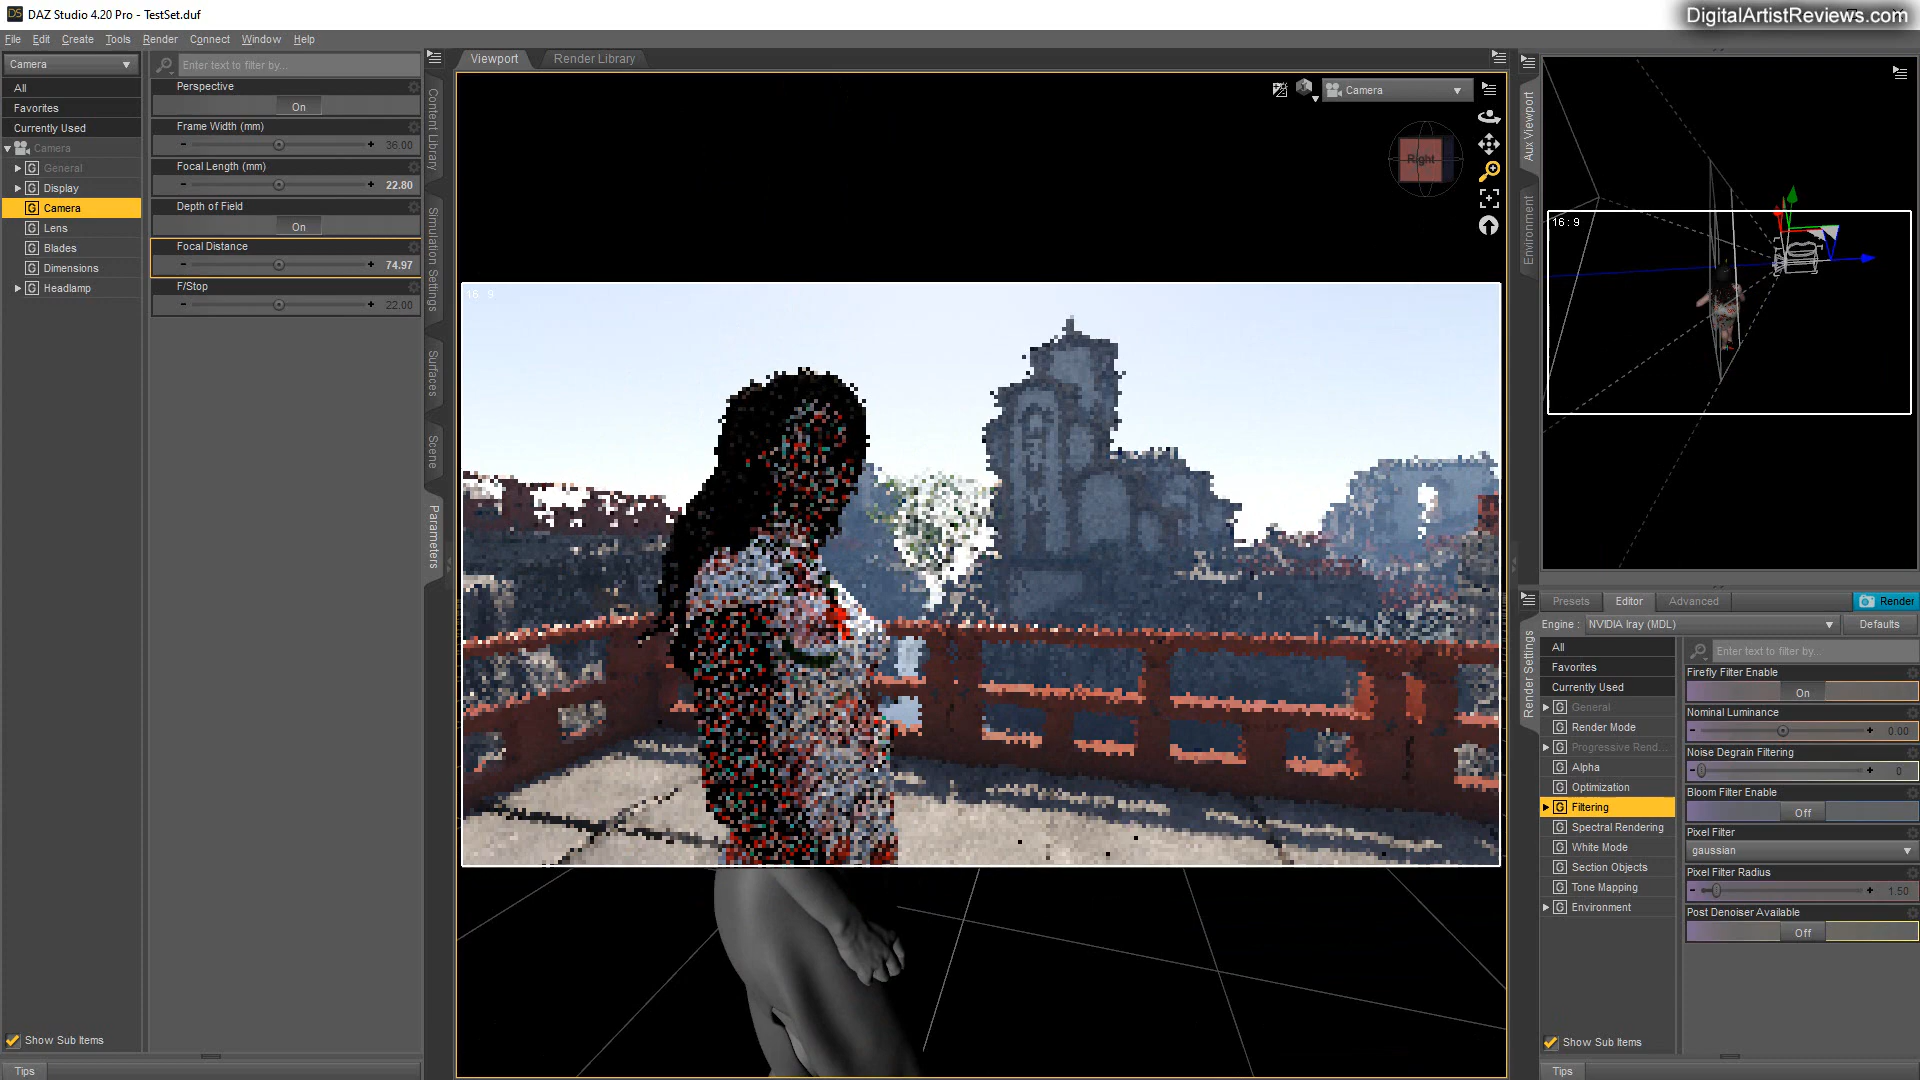 DAZ Studio 4.20 Pro - TestSet.duf
DigitalArtistReviews.com
File Edit Create Tools Render Connect Window Help
Camera
All
Favorites
Currently Used
Camera
General
Display
Camera
Lens
Blades
Dimensions
Headlamp
Show Sub Items
Tips
Enter text to filter by...
Perspective
On
Frame Width (mm)
- + 36.00
Focal Length (mm)
- + 22.80
Depth of Field
On
Focal Distance
- + 74.97
F/Stop
- + 22.00
Content Library
Simulation Settings
Surfaces
Scene
Parameters
Viewport Render Library
Camera
Right
16 : 9
Aux Viewport
Environment
16 : 9
Render Settings
Presets Editor Advanced Render
Engine : NVIDIA Iray (MDL) Defaults
All
Favorites
Currently Used
General
Render Mode
Progressive Rend...
Alpha
Optimization
Filtering
Spectral Rendering
White Mode
Section Objects
Tone Mapping
Environment
Show Sub Items
Tips
Enter text to filter by...
Firefly Filter Enable
On
Nominal Luminance
- + 0.00
Noise Degrain Filtering
- + 0
Bloom Filter Enable
Off
Pixel Filter
gaussian
Pixel Filter Radius
- + 1.50
Post Denoiser Available
Off